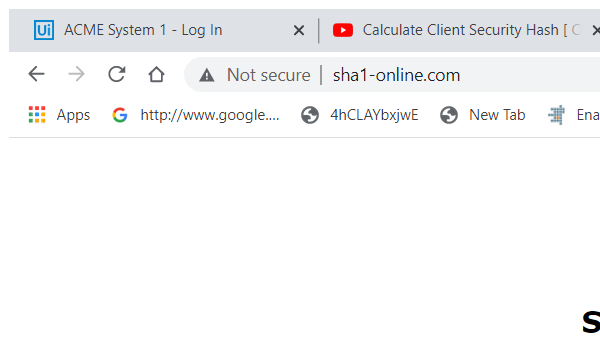 Ui ACME System 1 - Log In Calculate Client Security Hash [ C
Not secure | sha1-online.com
Apps http://www.google.... 4hCLAYbxjwE New Tab Ena
S